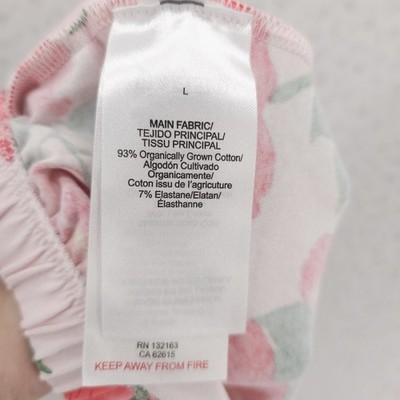 L
MAIN FABRIC/
TEJIDO PRINCIPAL/
TISSU PRINCIPAL
93% Organically Grown Cotton/
Algodón Cultivado
Organicamente/
Coton issu de l'agricuture
7% Elastane/Elatan/
Élasthanne
RN 132163
CA 62615
KEEP AWAY FROM FIRE